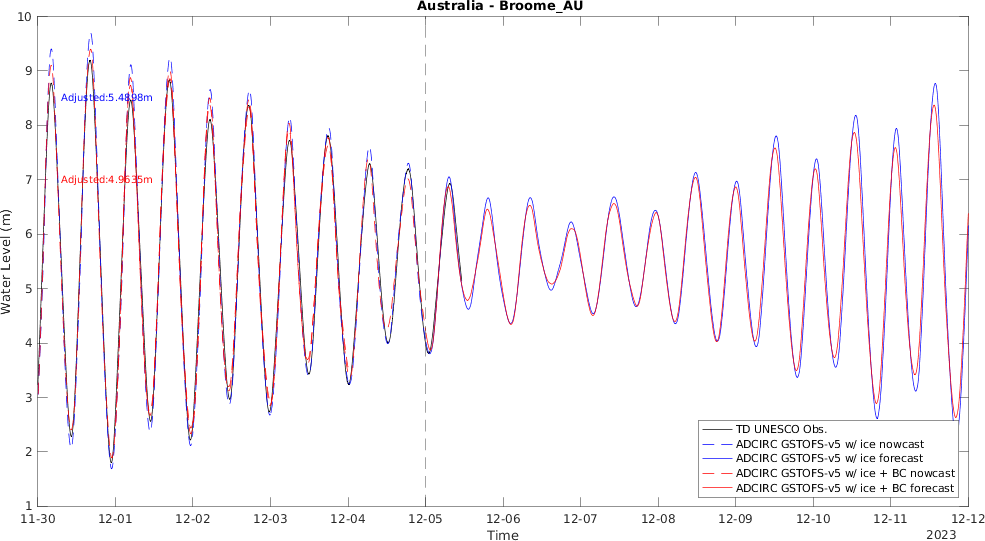 Australia - Broome_AU
10
9
8
7
6
5
4
3
2
1
Water Level (m)
Adjusted:5.4898m
Adjusted:4.9635m
TD UNESCO Obs.
ADCIRC GSTOFS-v5 w/ ice nowcast
ADCIRC GSTOFS-v5 w/ ice forecast
ADCIRC GSTOFS-v5 w/ ice + BC nowcast
ADCIRC GSTOFS-v5 w/ ice + BC forecast
11-30 12-01 12-02 12-03 12-04 12-05 12-06 12-07 12-08 12-09 12-10 12-11 12-12
Time
2023